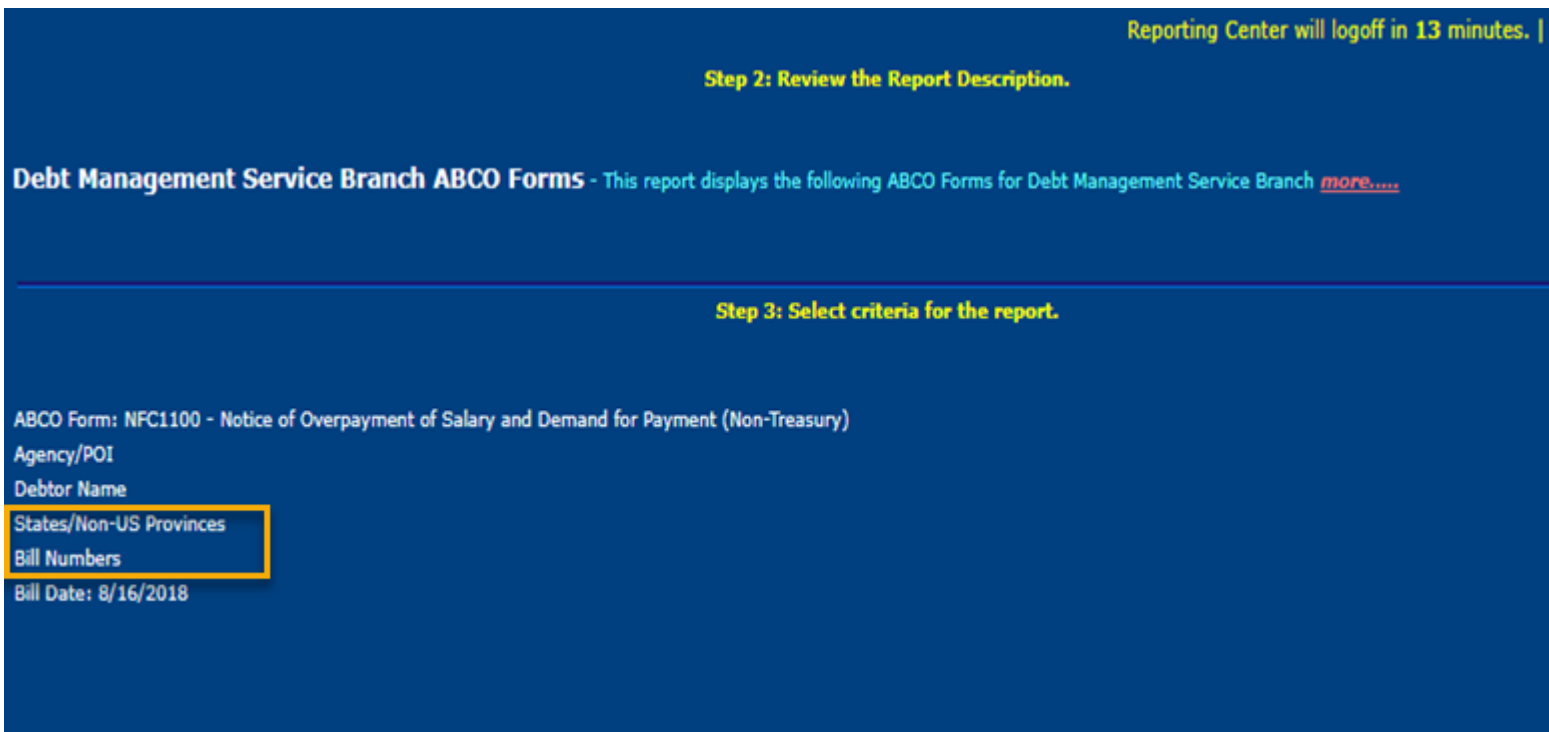 Reporting Center will logoff in 13 minutes. |
Step 2: Review the Report Description.
Debt Management Service Branch ABCO Forms - This report displays the following ABCO Forms for Debt Management Service Branch more.....
Step 3: Select criteria for the report.
ABCO Form: NFC1100 - Notice of Overpayment of Salary and Demand for Payment (Non-Treasury)
Agency/POI
Debtor Name
States/Non-US Provinces
Bill Numbers
Bill Date: 8/16/2018